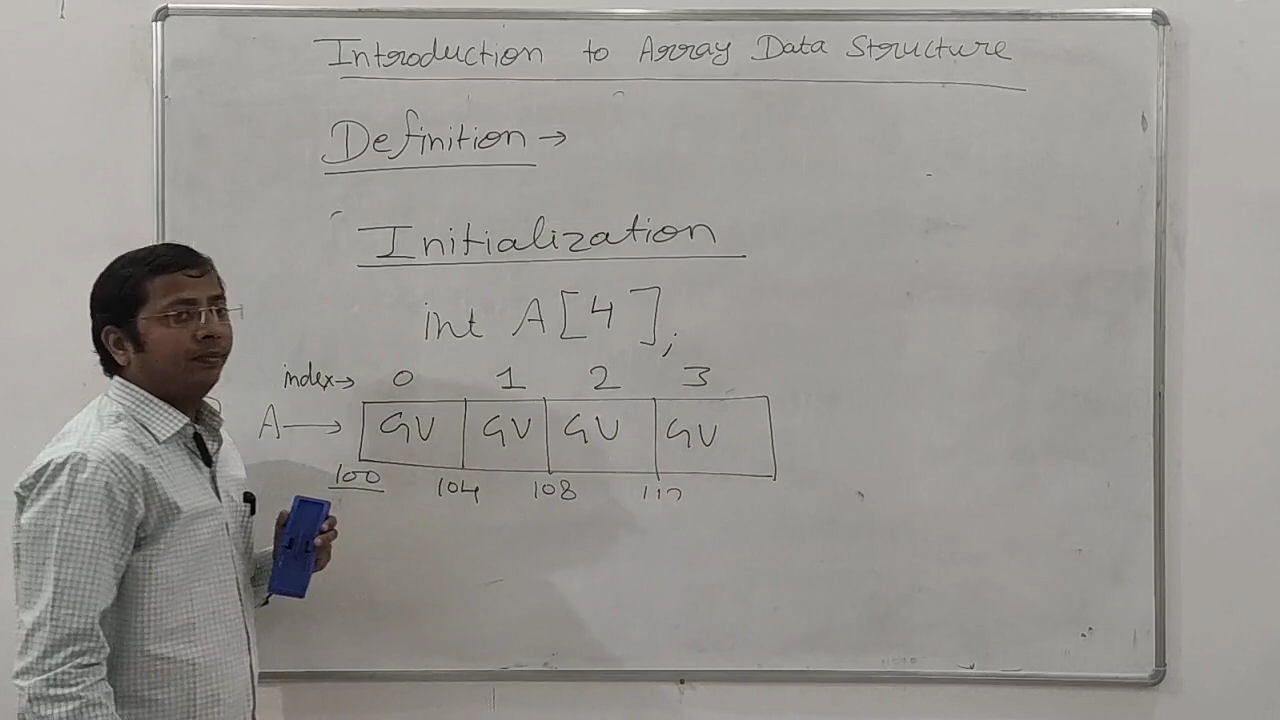 Introduction to Array Data Structure
Definition →
Initialization
int A[4];
index→ 0 1 2 3
A → GV GV GV GV
100 104 108 112